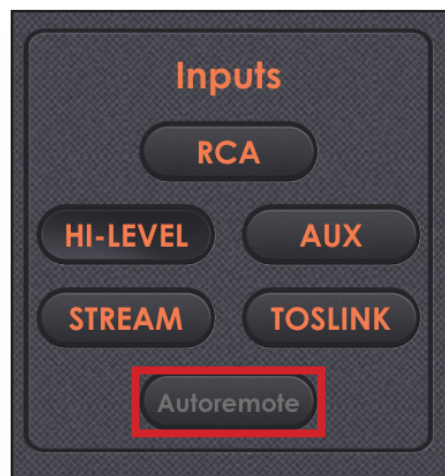 Inputs
RCA
HI-LEVEL AUX
STREAM TOSLINK
Autoremote